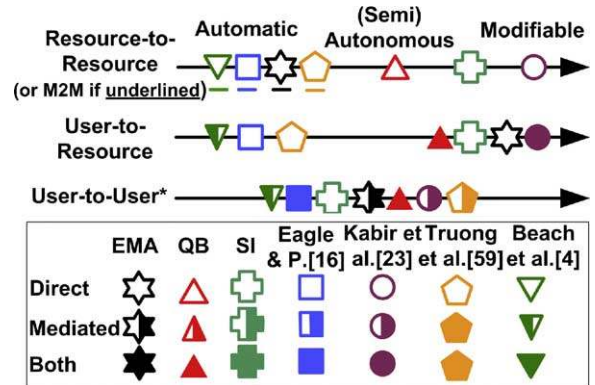 Automatic
(Semi)
Autonomous
Modifiable
Resource-to-
Resource
(or M2M if underlined)
User-to-
Resource
User-to-User*
EMA QB SI Eagle & P.[16] Kabir et al.[23] Truong et al.[59] Beach et al.[4]
Direct
Mediated
Both